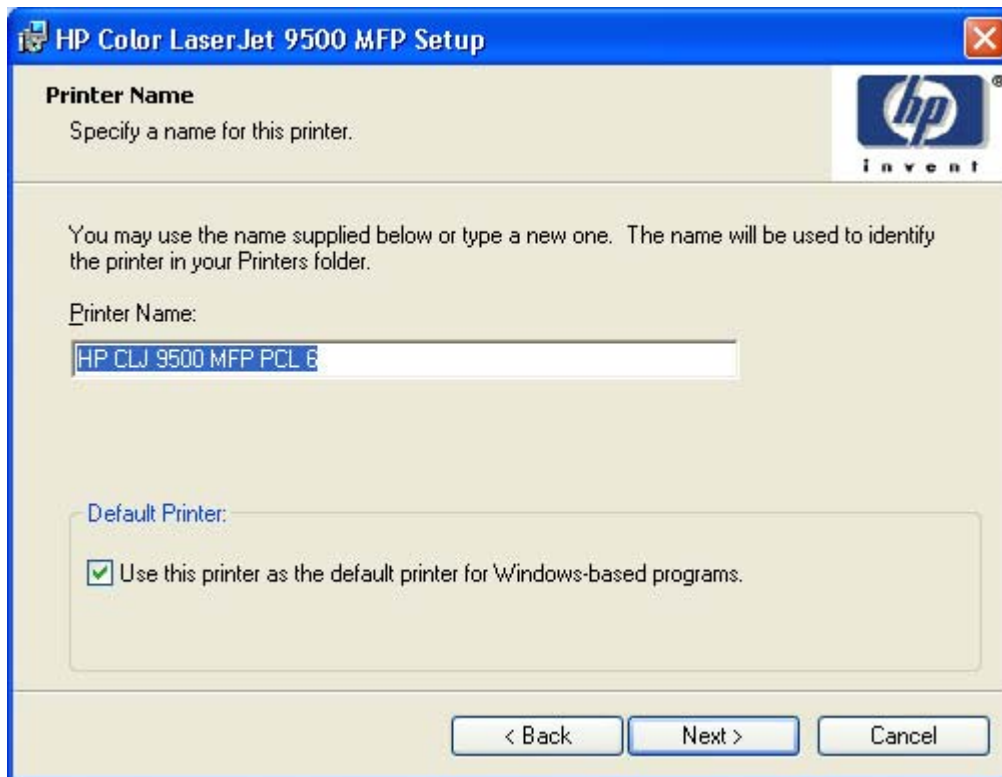 HP Color LaserJet 9500 MFP Setup
Printer Name
Specify a name for this printer.
hp
®
invent
You may use the name supplied below or type a new one.  The name will be used to identify
the printer in your Printers folder.
Printer Name:
HP CLJ 9500 MFP PCL 6
Default Printer:
Use this printer as the default printer for Windows-based programs.
< Back
Next >
Cancel